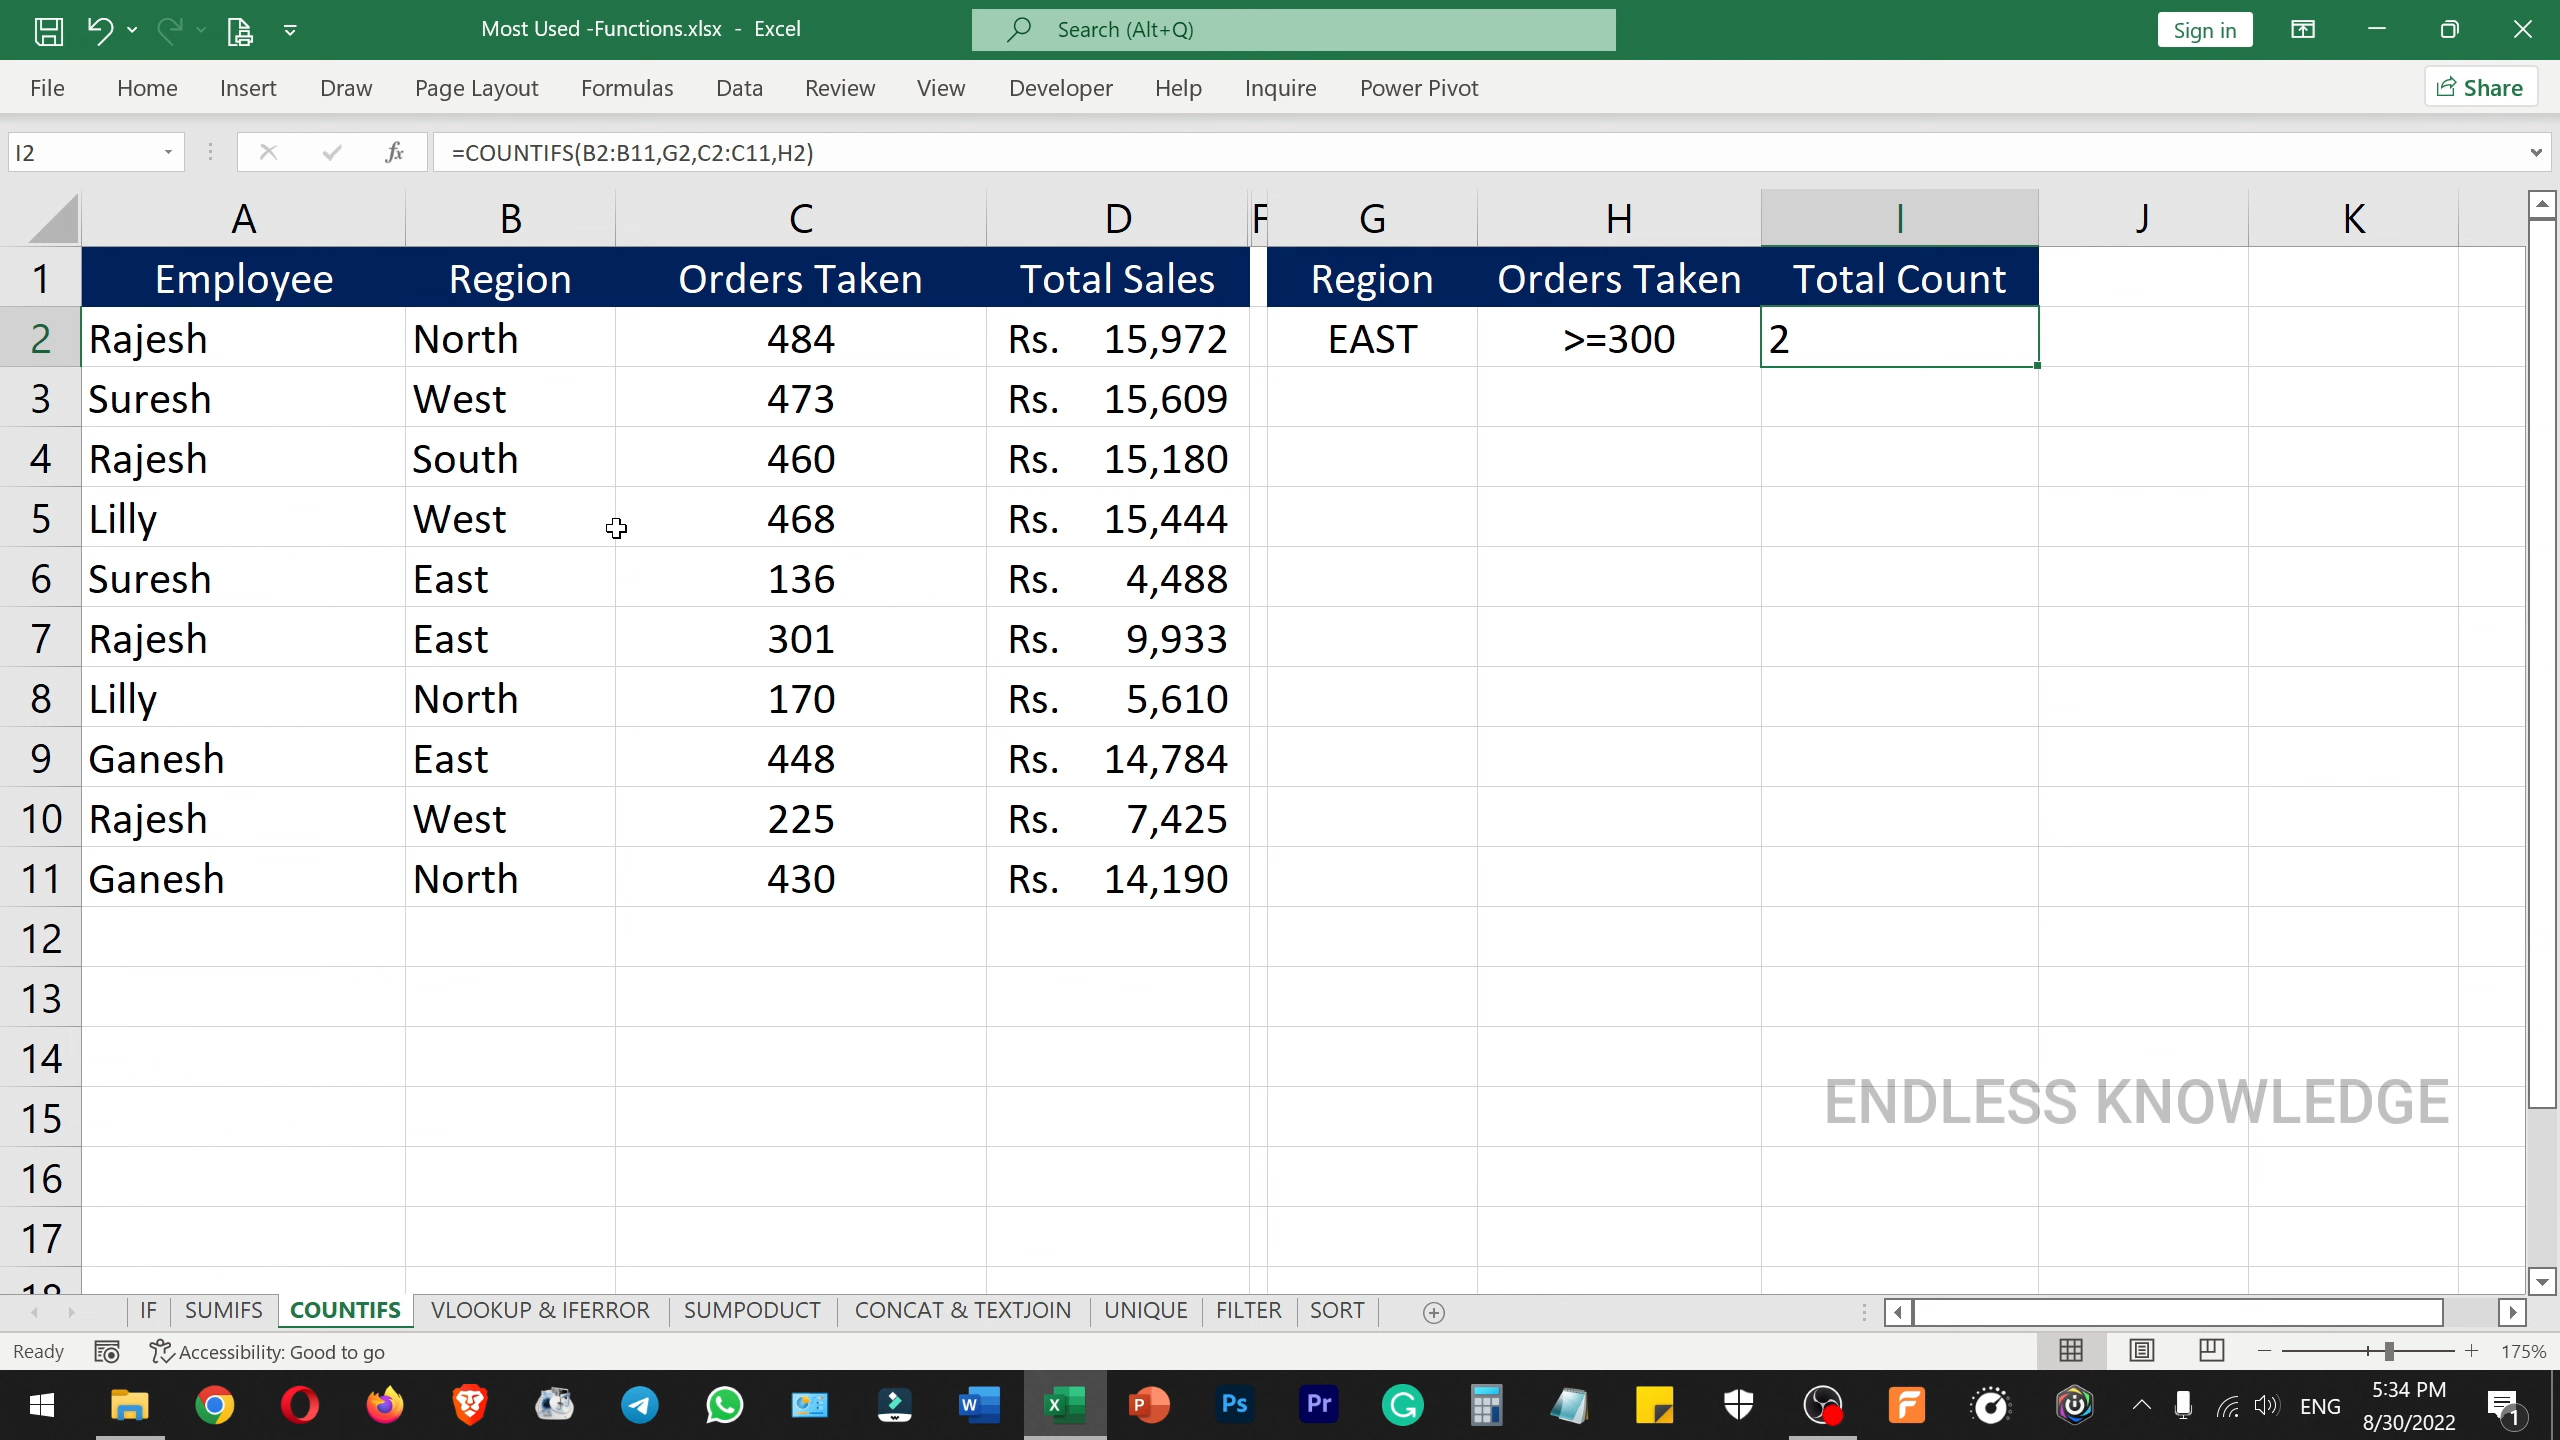 Most Used -Functions.xlsx - Excel
Search (Alt+Q)
Sign in
File Home Insert Draw Page Layout Formulas Data Review View Developer Help Inquire Power Pivot Share
I2 fx =COUNTIFS(B2:B11,G2,C2:C11,H2)
A B C D F G H I J K
1 Employee Region Orders Taken Total Sales Region Orders Taken Total Count
2 Rajesh North 484 Rs. 15,972 EAST >=300 2
3 Suresh West 473 Rs. 15,609
4 Rajesh South 460 Rs. 15,180
5 Lilly West 468 Rs. 15,444
6 Suresh East 136 Rs. 4,488
7 Rajesh East 301 Rs. 9,933
8 Lilly North 170 Rs. 5,610
9 Ganesh East 448 Rs. 14,784
10 Rajesh West 225 Rs. 7,425
11 Ganesh North 430 Rs. 14,190
12
13
14
15 ENDLESS KNOWLEDGE
16
17
18
IF SUMIFS COUNTIFS VLOOKUP & IFERROR SUMPODUCT CONCAT & TEXTJOIN UNIQUE FILTER SORT
Ready Accessibility: Good to go 175%
W X P Ps Pr G ENG 5:34 PM
8/30/2022 1